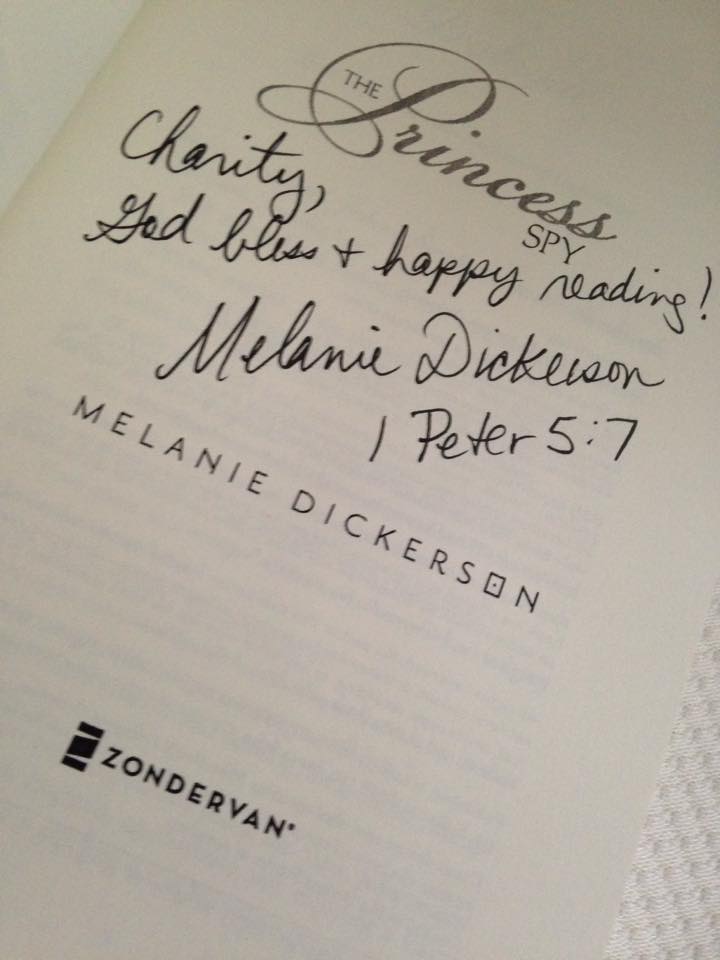 THE
Princess
SPY
Charity,
God bless + happy reading!
Melanie Dickerson
1 Peter 5:7
MELANIE DICKERSON
ZONDERVAN®